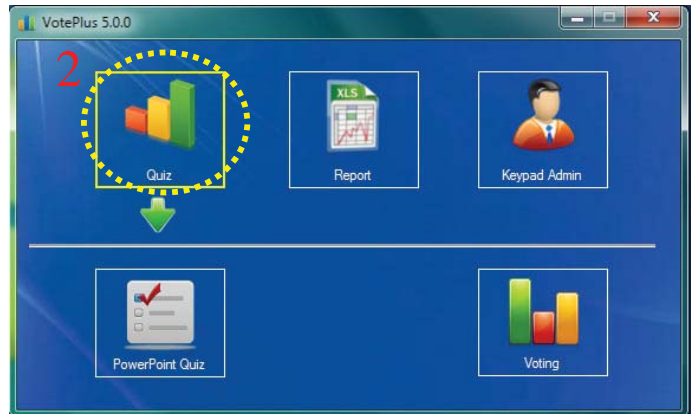 VotePlus 5.0.0
2
XLS
Quiz
Report
Keypad Admin
PowerPoint Quiz
Voting